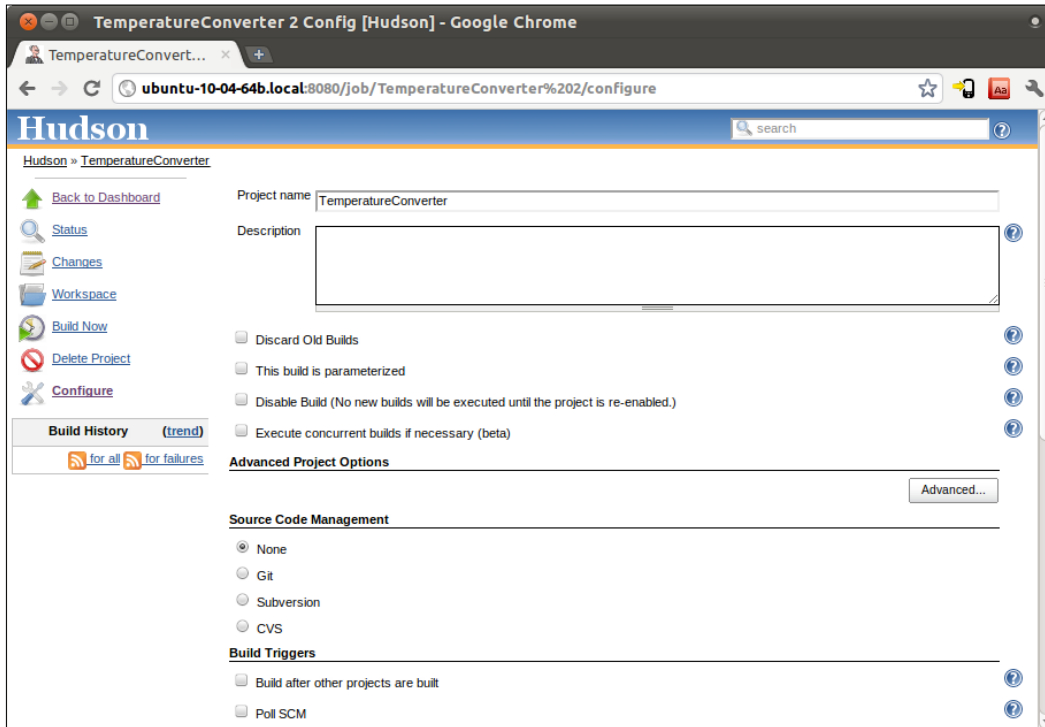 TemperatureConverter 2 Config [Hudson] - Google Chrome
TemperatureConvert...
ubuntu-10-04-64b.local:8080/job/TemperatureConverter%202/configure
Aa
Hudson
search
Hudson » TemperatureConverter
Back to Dashboard
Status
Changes
Workspace
Build Now
Delete Project
Configure
Build History (trend)
for all for failures
Project name TemperatureConverter
Description
Discard Old Builds
This build is parameterized
Disable Build (No new builds will be executed until the project is re-enabled.)
Execute concurrent builds if necessary (beta)
Advanced Project Options
Advanced...
Source Code Management
None
Git
Subversion
CVS
Build Triggers
Build after other projects are built
Poll SCM